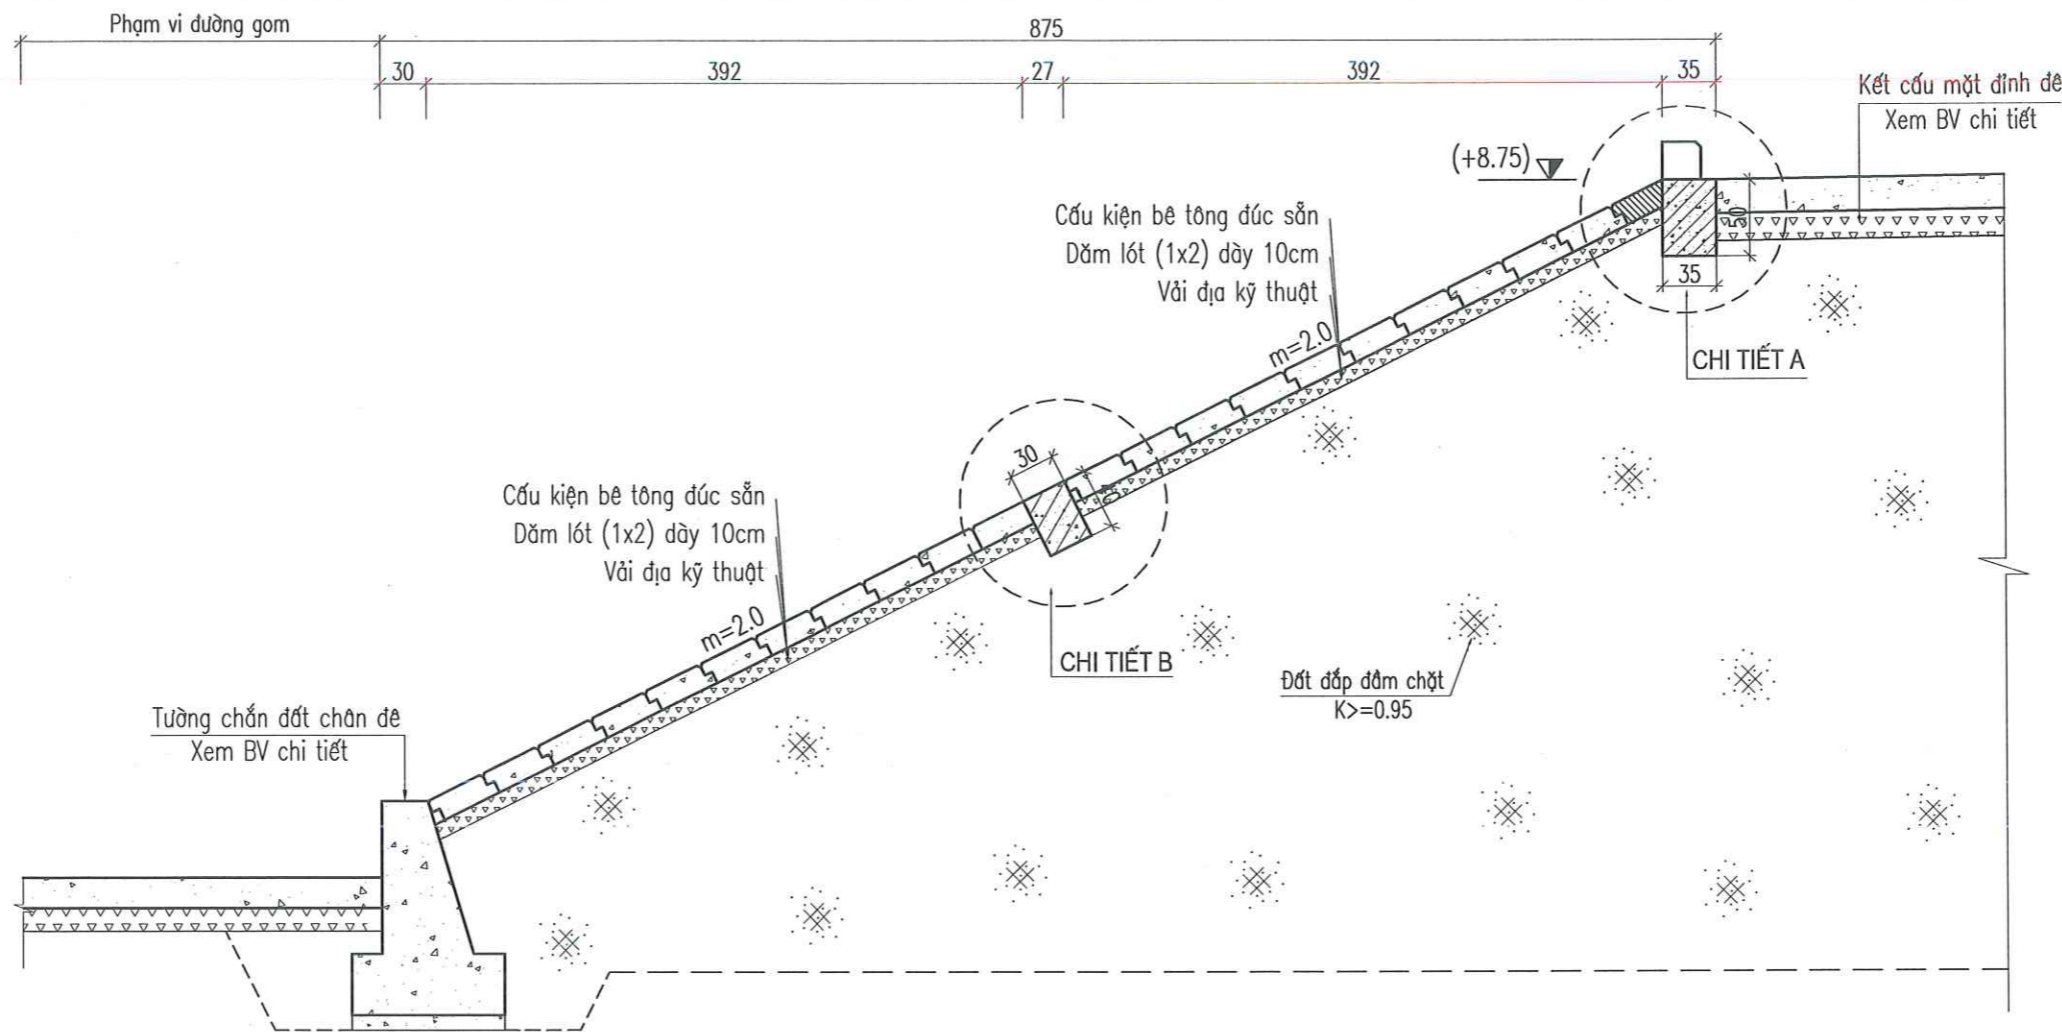 Phạm vi đường gom
875
30
392
27
392
35
Kết cấu mặt đỉnh đê
Xem BV chi tiết
(+8.75)
Cấu kiện bê tông đúc sẵn
Dăm lót (1x2) dày 10cm
Vải địa kỹ thuật
50
35
m=2.0
CHI TIẾT A
30
Cấu kiện bê tông đúc sẵn
Dăm lót (1x2) dày 10cm
Vải địa kỹ thuật
m=2.0
CHI TIẾT B
Đất đắp đầm chặt
K>=0.95
Tường chắn đất chân đê
Xem BV chi tiết